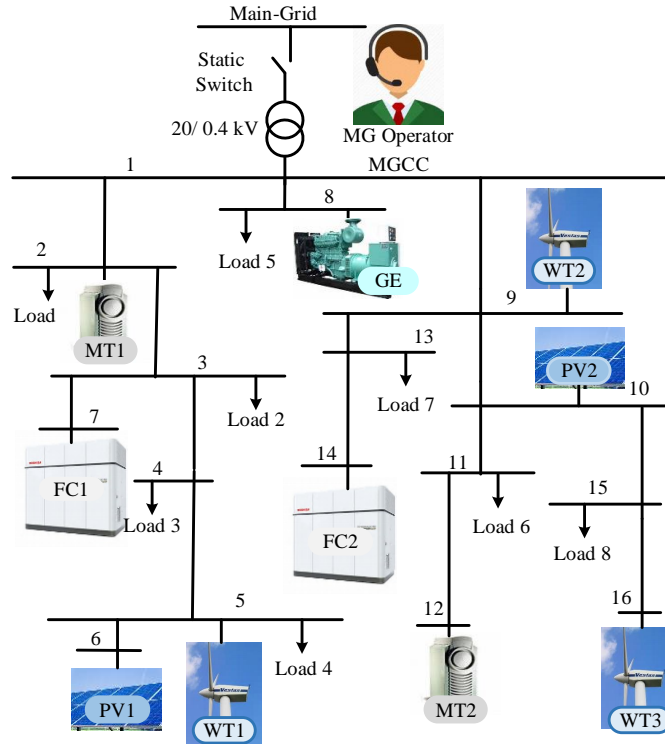 Main-Grid
Static
Switch
20/ 0.4 kV
MG Operator
1
MGCC
8
2
Load 5
GE
WT2
Load
MT1
9
13
3
PV2
Load 2
Load 7
10
7
14
11
4
FC1
15
Load 3
FC2
Load 6
Load 8
5
12
16
6
Load 4
PV1
WT1
MT2
WT3